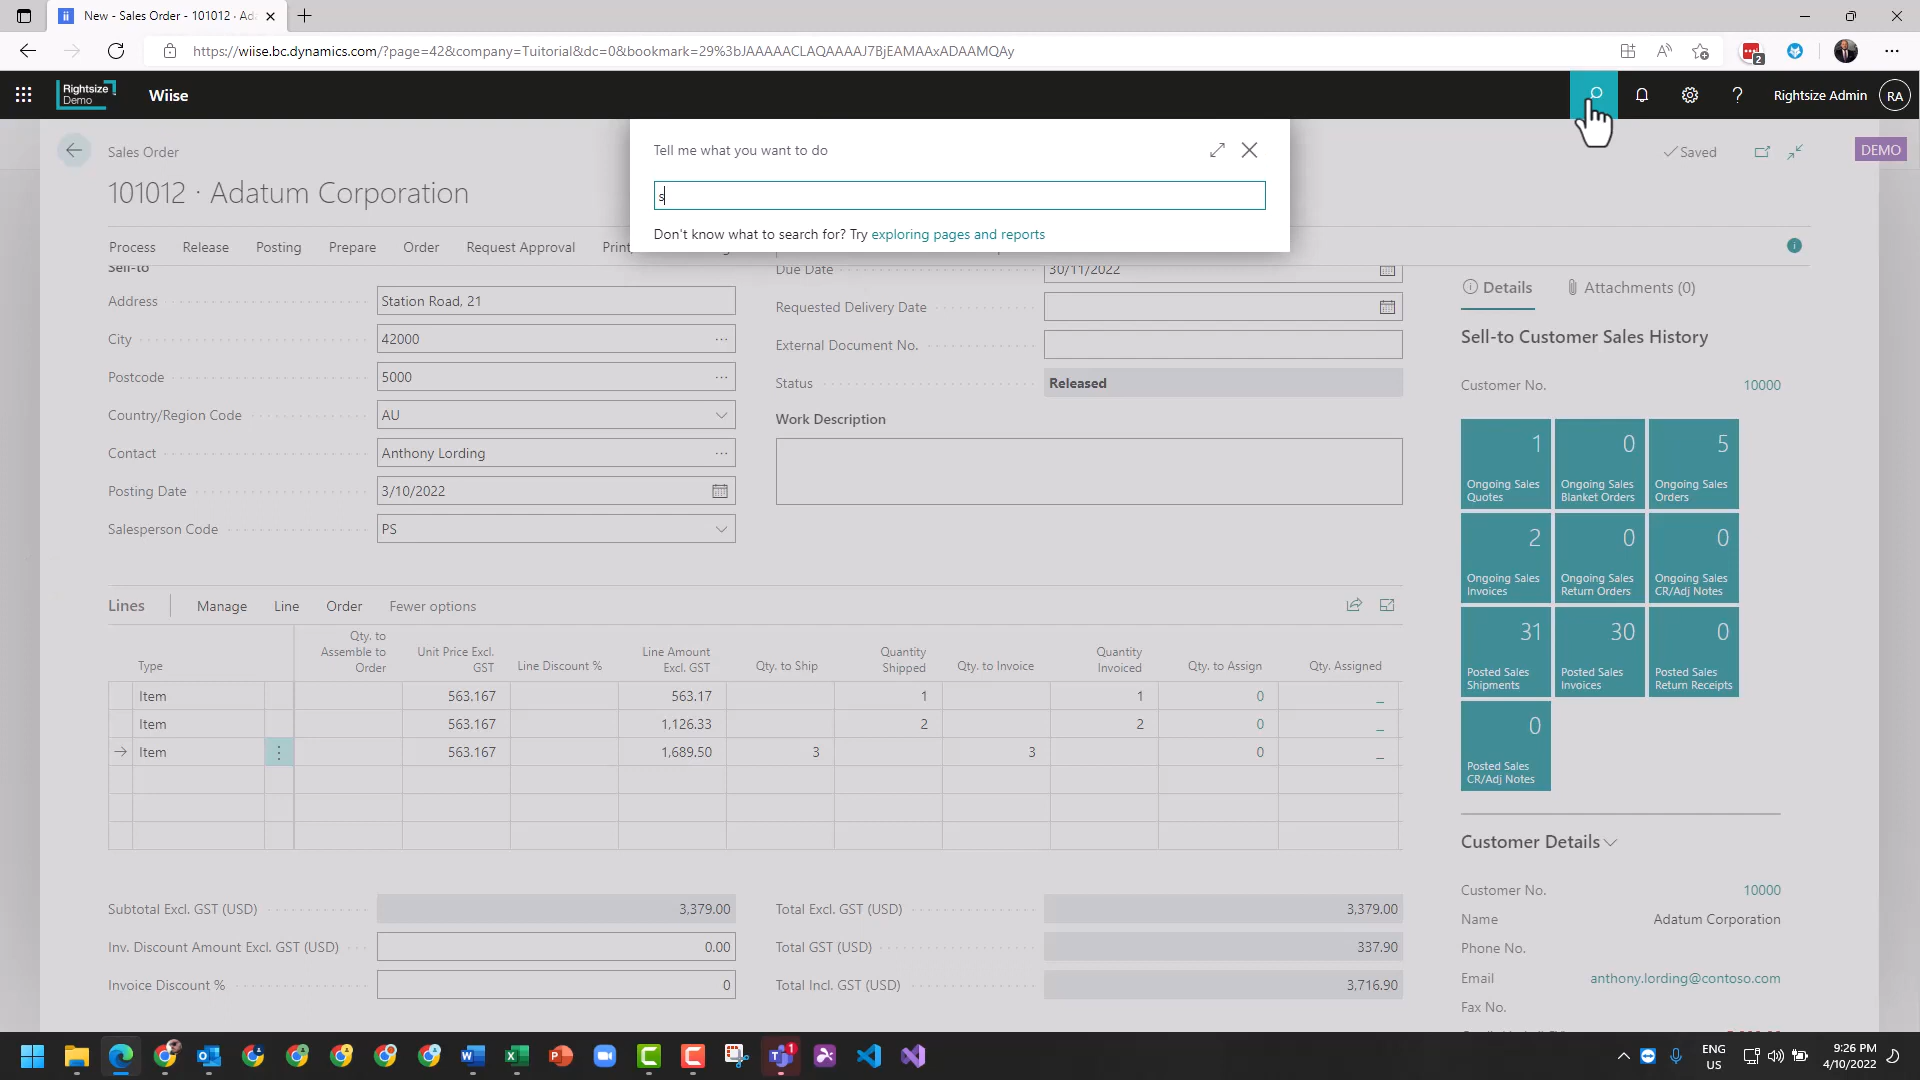 New - Sales Order - 101012 · Ada
https://wiise.bc.dynamics.com/?page=42&company=Tuitorial&dc=0&bookmark=29%3bJAAAAACLAQAAAAJ7BjEAMAAxADAAMQAy
2
Rightsize
Demo
Wiise
Rightsize Admin
RA
Tell me what you want to do
s
Don't know what to search for? Try exploring pages and reports
Sales Order
Saved
DEMO
101012 · Adatum Corporation
Process
Release
Posting
Prepare
Order
Request Approval
Sell-to
Address
Station Road, 21
City
42000
Postcode
5000
Country/Region Code
AU
Contact
Anthony Lording
Posting Date
3/10/2022
Salesperson Code
PS
Due Date
30/11/2022
Requested Delivery Date
External Document No.
Status
Released
Work Description
Details
Attachments (0)
Sell-to Customer Sales History
Customer No.
10000
1
Ongoing Sales
Quotes
0
Ongoing Sales
Blanket Orders
5
Ongoing Sales
Orders
2
Ongoing Sales
Invoices
0
Ongoing Sales
Return Orders
0
Ongoing Sales
CR/Adj Notes
31
Posted Sales
Shipments
30
Posted Sales
Invoices
0
Posted Sales
Return Receipts
0
Posted Sales
CR/Adj Notes
Lines
Manage
Line
Order
Fewer options
Type
Qty. to
Assemble to
Order
Unit Price Excl.
GST
Line Discount %
Line Amount
Excl. GST
Qty. to Ship
Quantity
Shipped
Qty. to Invoice
Quantity
Invoiced
Qty. to Assign
Qty. Assigned
Item 563.167 563.17 1 1 0 _
Item 563.167 1,126.33 2 2 0 _
Item 563.167 1,689.50 3 3 0 _
Subtotal Excl. GST (USD)
3,379.00
Inv. Discount Amount Excl. GST (USD)
0.00
Invoice Discount %
0
Total Excl. GST (USD)
3,379.00
Total GST (USD)
337.90
Total Incl. GST (USD)
3,716.90
Customer Details
Customer No.
10000
Name
Adatum Corporation
Phone No.
Email
anthony.lording@contoso.com
Fax No.
1
ENG
US
9:26 PM
4/10/2022